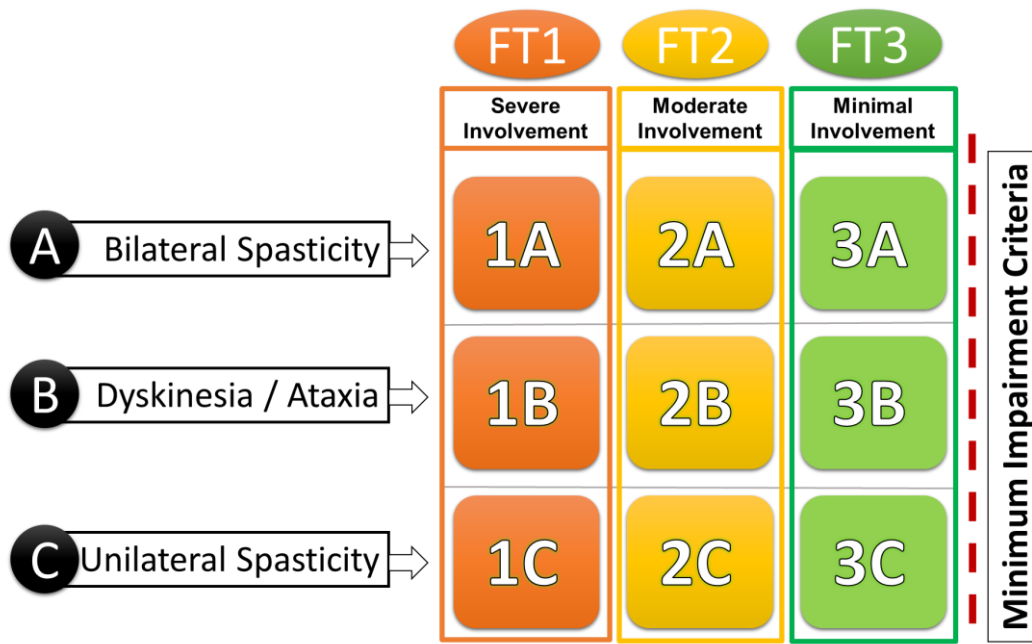 FT1 FT2 FT3
Severe Involvement
Moderate Involvement
Minimal Involvement
A Bilateral Spasticity 1A 2A 3A
B Dyskinesia / Ataxia 1B 2B 3B
C Unilateral Spasticity 1C 2C 3C
Minimum Impairment Criteria